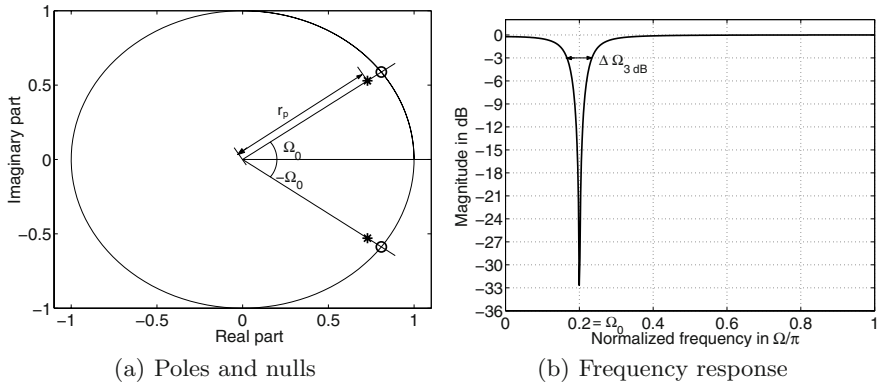 1
0.5
0
−0.5
−1
−1
−0.5
0
0.5
1
Imaginary part
Real part
r_p
Ω_0
−Ω_0
(a) Poles and nulls
0
−3
−6
−9
−12
−15
−18
−21
−24
−27
−30
−33
−36
0
0.2 = Ω_0
0.4
0.6
0.8
1
Magnitude in dB
Normalized frequency in Ω/π
Δ Ω_{3 dB}
(b) Frequency response